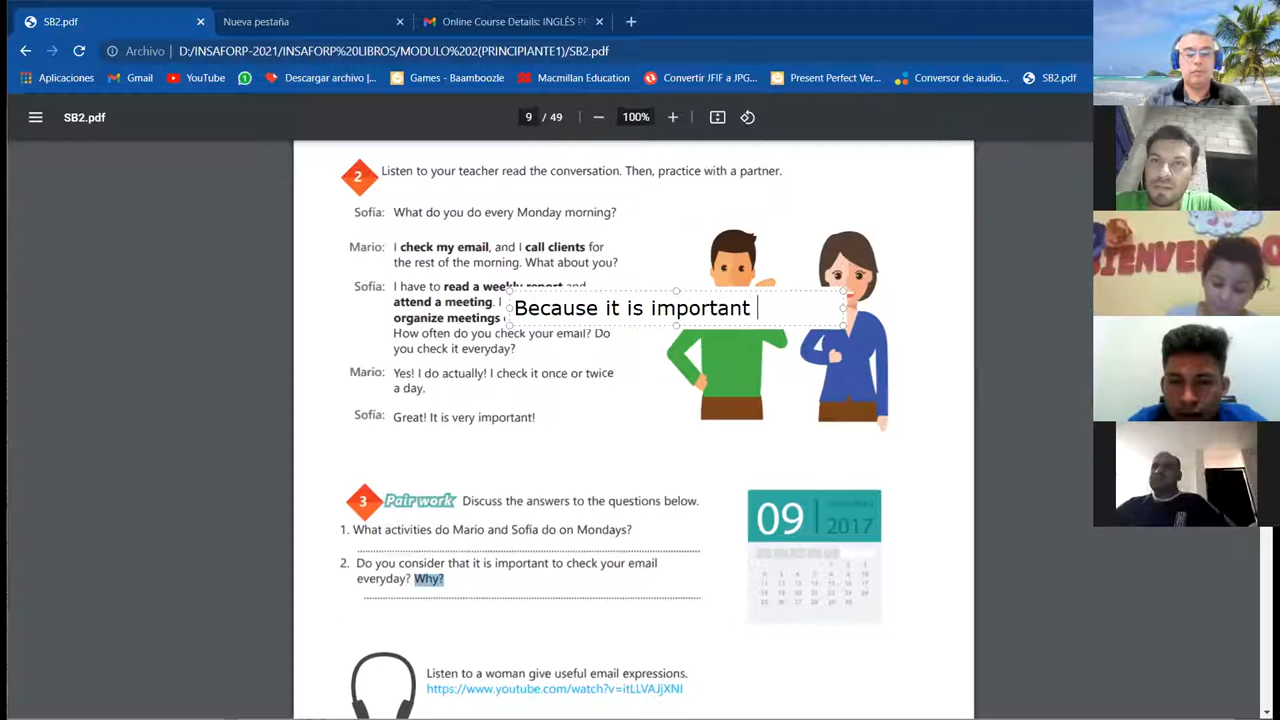 SB2.pdf
Nueva pestaña
Online Course Details: INGLÉS PF
Archivo
D:/INSAFORP-2021/INSAFORP%20LIBROS/MODULO%202(PRINCIPIANTE1)/SB2.pdf
Aplicaciones
Gmail
YouTube
Descargar archivo |...
Games - Baamboozle
Macmillan Education
Convertir JFIF a JPG...
Present Perfect Ver...
Conversor de audio...
SB2.pdf
SB2.pdf
9 / 49
100%
2 Listen to your teacher read the conversation. Then, practice with a partner.
Sofía: What do you do every Monday morning?
Mario: I check my email, and I call clients for
the rest of the morning. What about you?
Sofía: I have to read a weekly report and
attend a meeting. I
organize meetings
Because it is important
How often do you check your email? Do
you check it everyday?
Mario: Yes! I do actually! I check it once or twice
a day.
Sofía: Great! It is very important!
3 Pair work Discuss the answers to the questions below.
1. What activities do Mario and Sofía do on Mondays?
2. Do you consider that it is important to check your email
everyday? Why?
09
2017
Listen to a woman give useful email expressions.
https://www.youtube.com/watch?v=itLLVAJjXNI